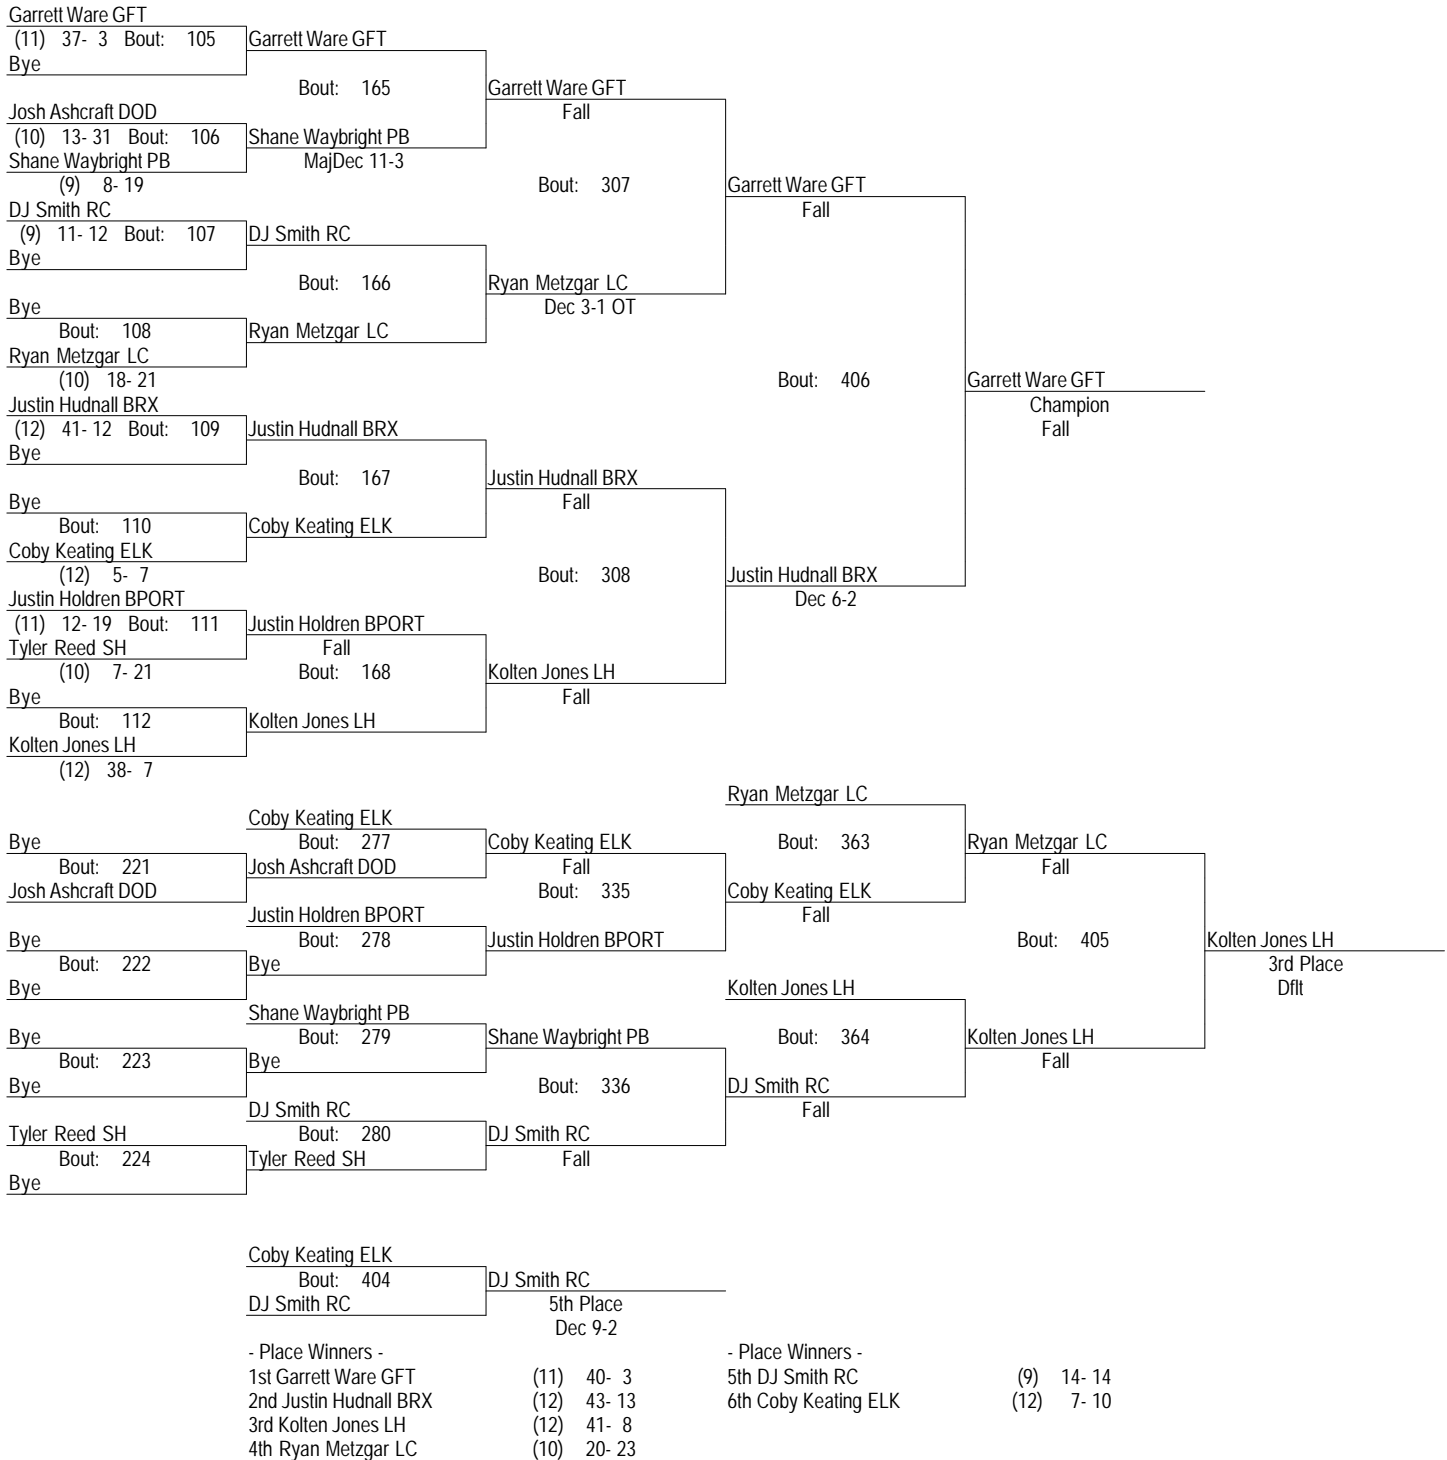 Garrett Ware GFT
(11) 37- 3 Bout: 105 Garrett Ware GFT
Bye
Bout: 165 Garrett Ware GFT
Josh Ashcraft DOD Fall
(10) 13- 31 Bout: 106 Shane Waybright PB
Shane Waybright PB MajDec 11-3
(9) 8- 19 Bout: 307 Garrett Ware GFT
DJ Smith RC Fall
(9) 11- 12 Bout: 107 DJ Smith RC
Bye
Bout: 166 Ryan Metzgar LC
Bye Dec 3-1 OT
Bout: 108 Ryan Metzgar LC
Ryan Metzgar LC
(10) 18- 21 Bout: 406 Garrett Ware GFT
Justin Hudnall BRX Champion
(12) 41- 12 Bout: 109 Justin Hudnall BRX Fall
Bye
Bout: 167 Justin Hudnall BRX
Bye Fall
Bout: 110 Coby Keating ELK
Coby Keating ELK
(12) 5- 7 Bout: 308 Justin Hudnall BRX
Justin Holdren BPORT Dec 6-2
(11) 12- 19 Bout: 111 Justin Holdren BPORT
Tyler Reed SH Fall
(10) 7- 21 Bout: 168 Kolten Jones LH
Bye Fall
Bout: 112 Kolten Jones LH
Kolten Jones LH
(12) 38- 7
Ryan Metzgar LC
Coby Keating ELK
Bye Bout: 277 Coby Keating ELK Bout: 363 Ryan Metzgar LC
Bout: 221 Josh Ashcraft DOD Fall Fall
Josh Ashcraft DOD Bout: 335 Coby Keating ELK
Justin Holdren BPORT Fall
Bye Bout: 278 Justin Holdren BPORT Bout: 405 Kolten Jones LH
Bout: 222 Bye 3rd Place
Bye Kolten Jones LH Dflt
Shane Waybright PB
Bye Bout: 279 Shane Waybright PB Bout: 364 Kolten Jones LH
Bout: 223 Bye Fall
Bye Bout: 336 DJ Smith RC
DJ Smith RC Fall
Tyler Reed SH Bout: 280 DJ Smith RC
Bout: 224 Tyler Reed SH Fall
Bye
Coby Keating ELK
Bout: 404 DJ Smith RC
DJ Smith RC 5th Place
Dec 9-2
- Place Winners - - Place Winners -
1st Garrett Ware GFT (11) 40- 3 5th DJ Smith RC (9) 14- 14
2nd Justin Hudnall BRX (12) 43- 13 6th Coby Keating ELK (12) 7- 10
3rd Kolten Jones LH (12) 41- 8
4th Ryan Metzgar LC (10) 20- 23